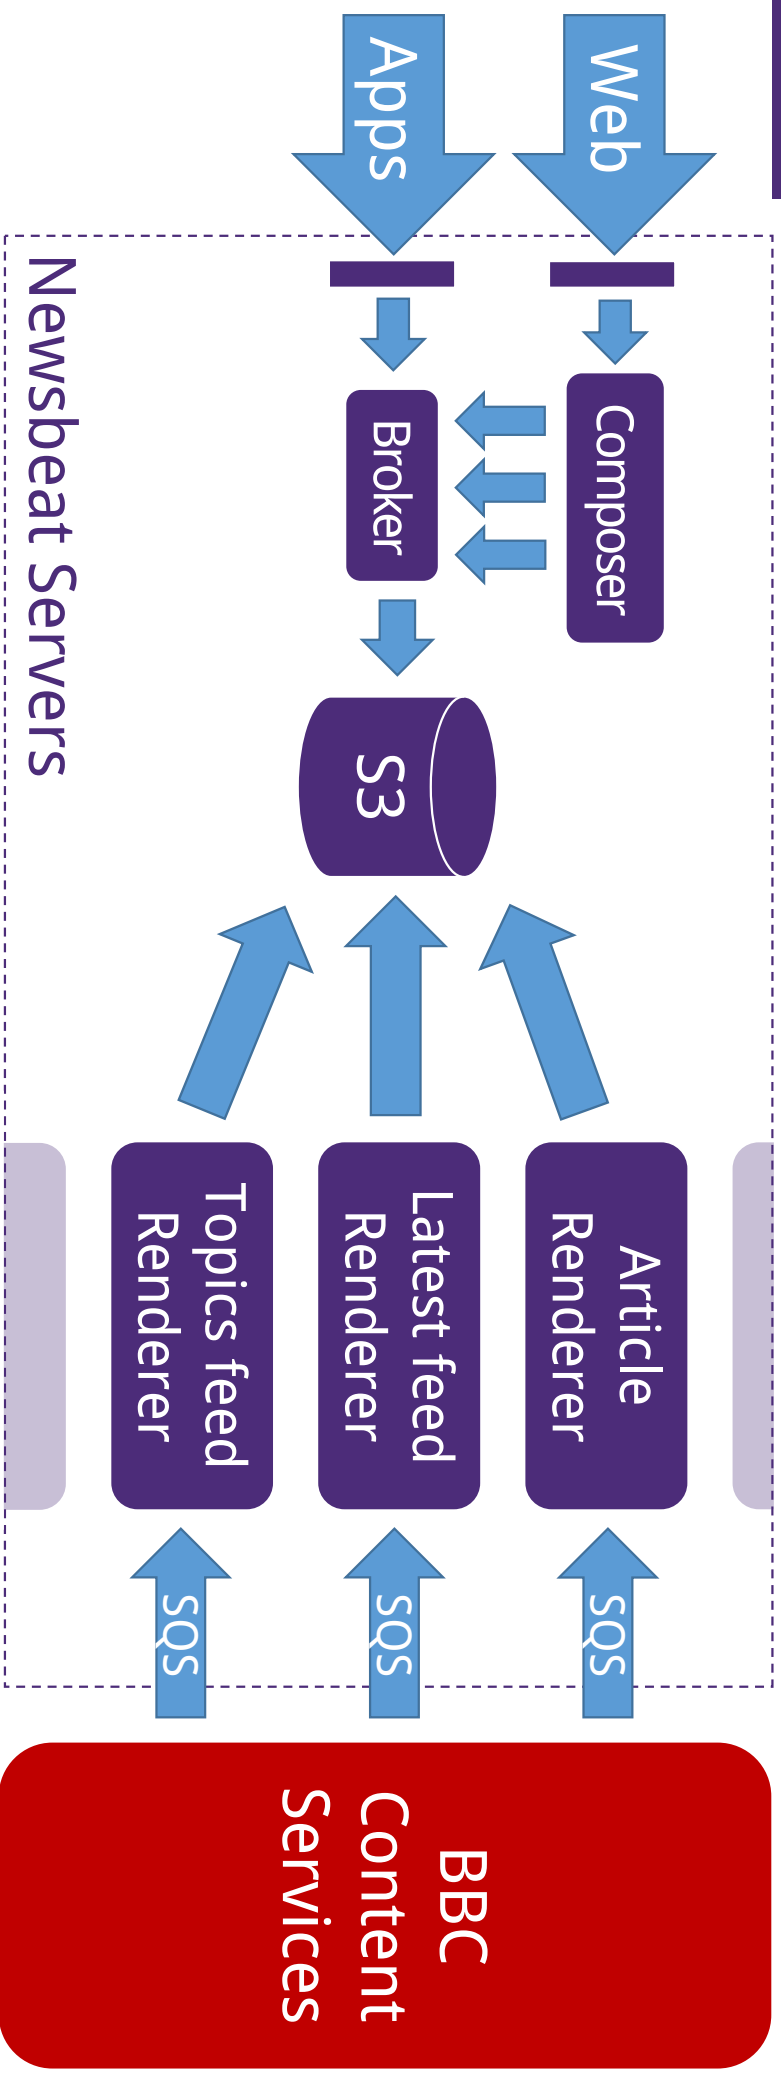 Web
Apps
Composer
Broker
S3
Article
Renderer
Latest feed
Renderer
Topics feed
Renderer
SQS
SQS
SQS
BBC
Content
Services
Newsbeat Servers